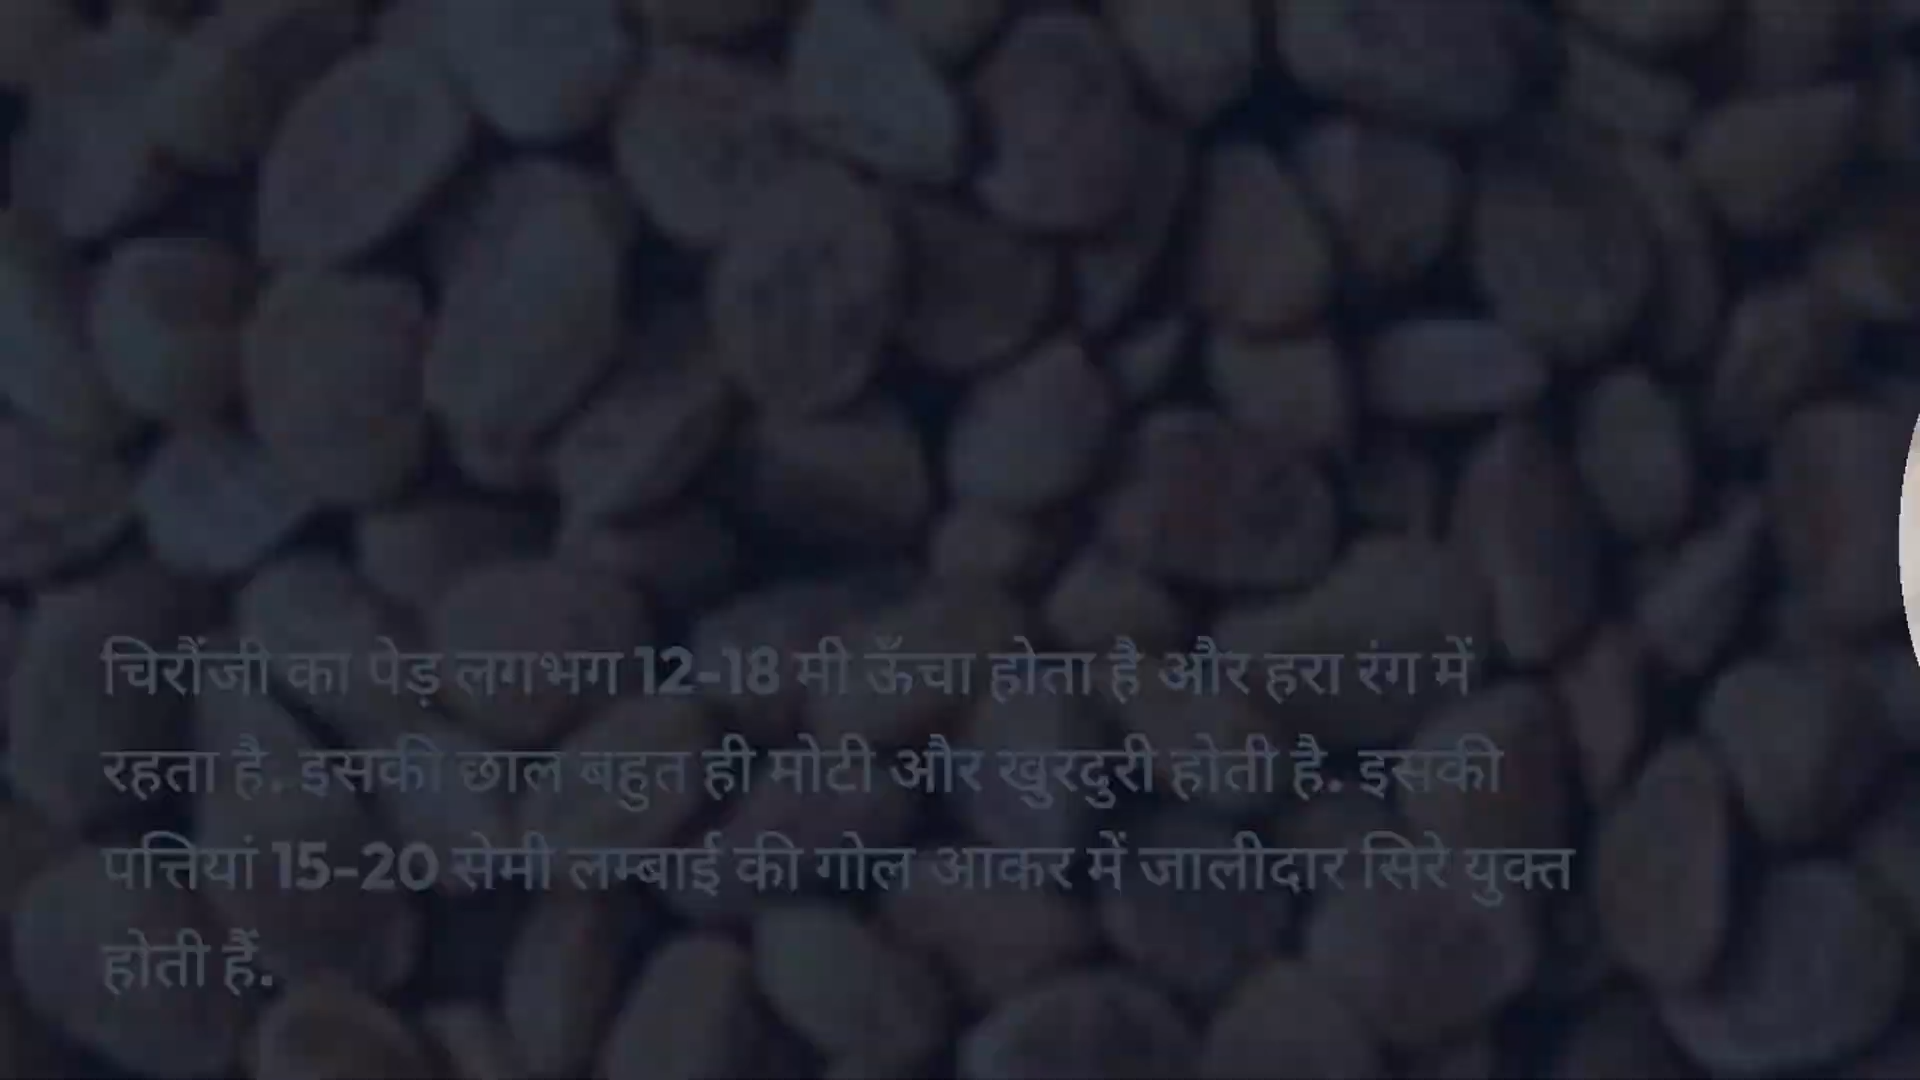 चिरौंजी का पेड़ लगभग 12-18 मी ऊँचा होता है और हरा रंग में
रहता है. इसकी छाल बहुत ही मोटी और खुरदुरी होती है. इसकी
पत्तियां 15-20 सेमी लम्बाई की गोल आकर में जालीदार सिरे युक्त
होती हैं.